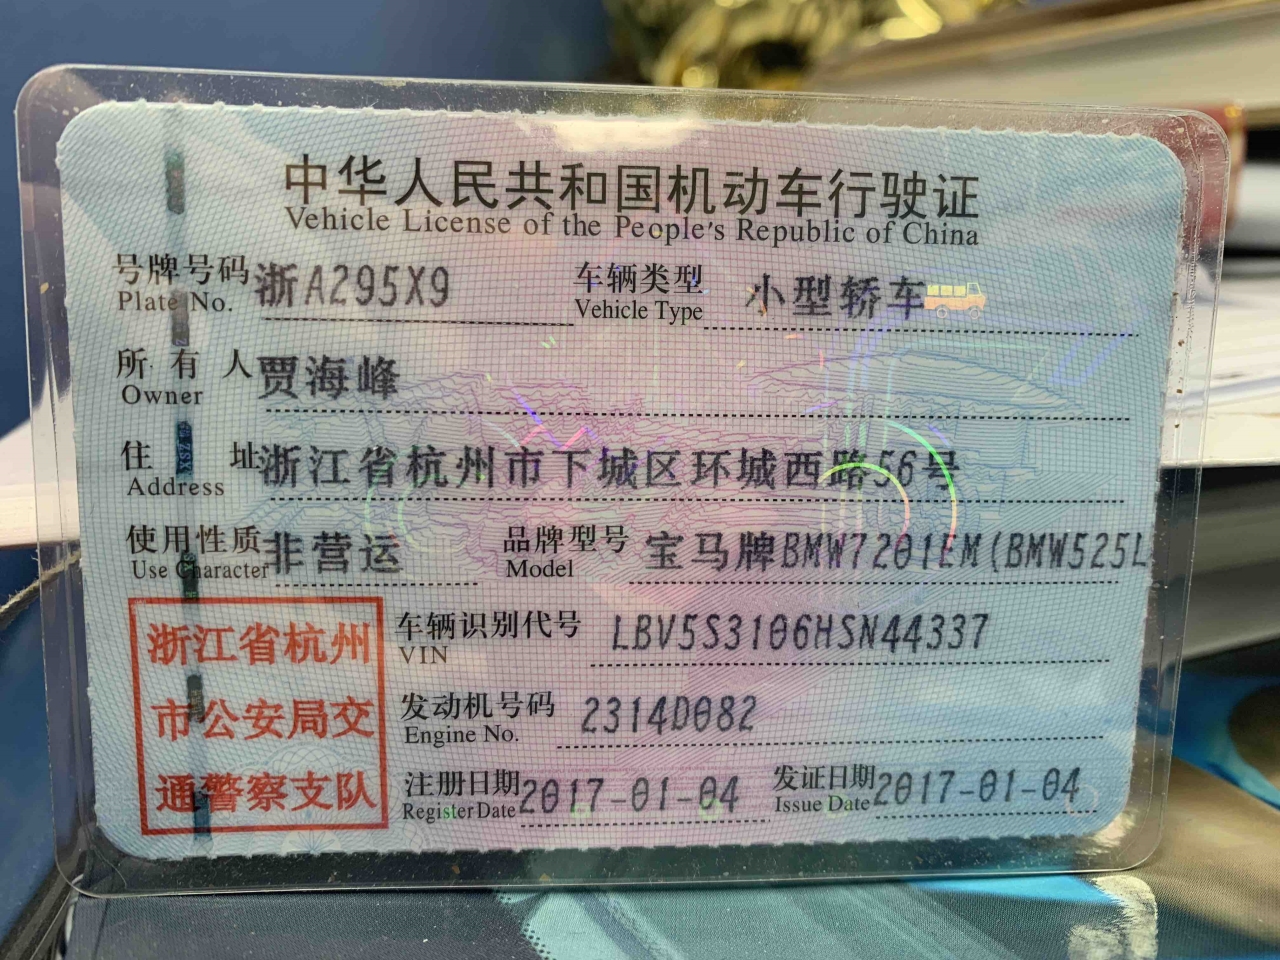 中华人民共和国机动车行驶证
Vehicle License of the People's Republic of China
号牌号码 浙A295X9 车辆类型 小型轿车
Plate No. Vehicle Type
所有人 贾海峰
Owner
住址 浙江省杭州市下城区环城西路56号
Address
使用性质 非营运 品牌型号 宝马牌BMW7201EM(BMW525L
Use Character Model
浙江省杭州
市公安局交
通警察支队
车辆识别代号 LBV5S3106HSN44337
VIN
发动机号码 2314D082
Engine No.
注册日期 2017-01-04 发证日期 2017-01-04
Register Date Issue Date